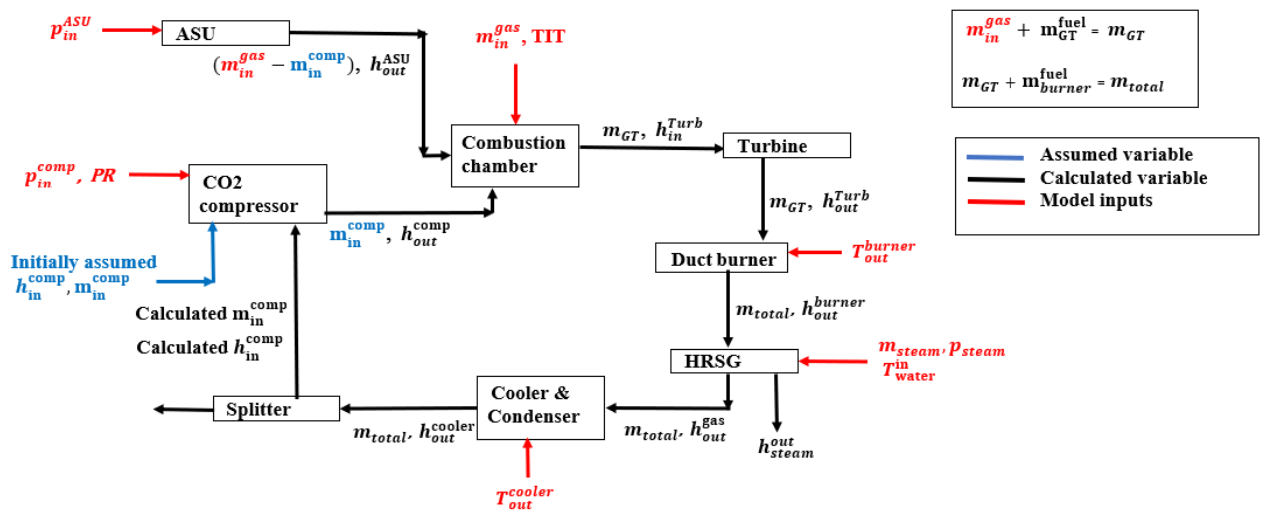 p_in^ASU
ASU
(m_in^gas − m_in^comp), h_out^ASU
m_in^gas, TIT
m_in^gas + m_GT^fuel = m_GT
m_GT + m_burner^fuel = m_total
Combustion
chamber
m_GT, h_in^Turb
Turbine
Assumed variable
Calculated variable
Model inputs
p_in^comp, PR
CO2
compressor
m_in^comp, h_out^comp
m_GT, h_out^Turb
Duct burner
T_out^burner
Initially assumed
h_in^comp, m_in^comp
Calculated m_in^comp
Calculated h_in^comp
m_total, h_out^burner
HRSG
m_steam, p_steam
T_water^in
Cooler &
Condenser
Splitter
m_total, h_out^cooler
m_total, h_out^gas
h_steam^out
T_out^cooler